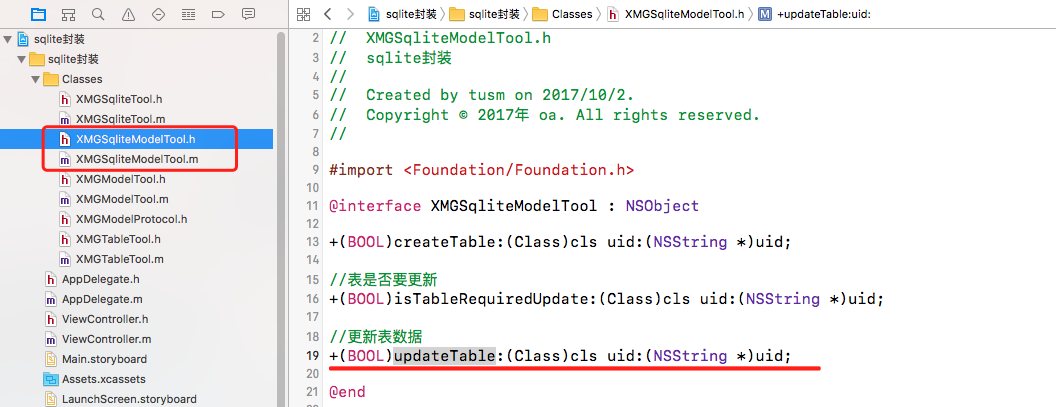 sqlite封装 sqlite封装 Classes XMGSqliteModelTool.h M +updateTable:uid:
sqlite封装
sqlite封装
Classes
h XMGSqliteTool.h
m XMGSqliteTool.m
h XMGSqliteModelTool.h
m XMGSqliteModelTool.m
h XMGModelTool.h
m XMGModelTool.m
h XMGModelProtocol.h
h XMGTableTool.h
m XMGTableTool.m
h AppDelegate.h
m AppDelegate.m
h ViewController.h
m ViewController.m
Main.storyboard
Assets.xcassets
LaunchScreen.storyboard
2 // XMGSqliteModelTool.h
3 // sqlite封装
4 //
5 // Created by tusm on 2017/10/2.
6 // Copyright © 2017年 oa. All rights reserved.
7 //
8
9 #import <Foundation/Foundation.h>
10
11 @interface XMGSqliteModelTool : NSObject
12
13 +(BOOL)createTable:(Class)cls uid:(NSString *)uid;
14
15 //表是否要更新
16 +(BOOL)isTableRequiredUpdate:(Class)cls uid:(NSString *)uid;
17
18 //更新表数据
19 +(BOOL)updateTable:(Class)cls uid:(NSString *)uid;
20
21 @end